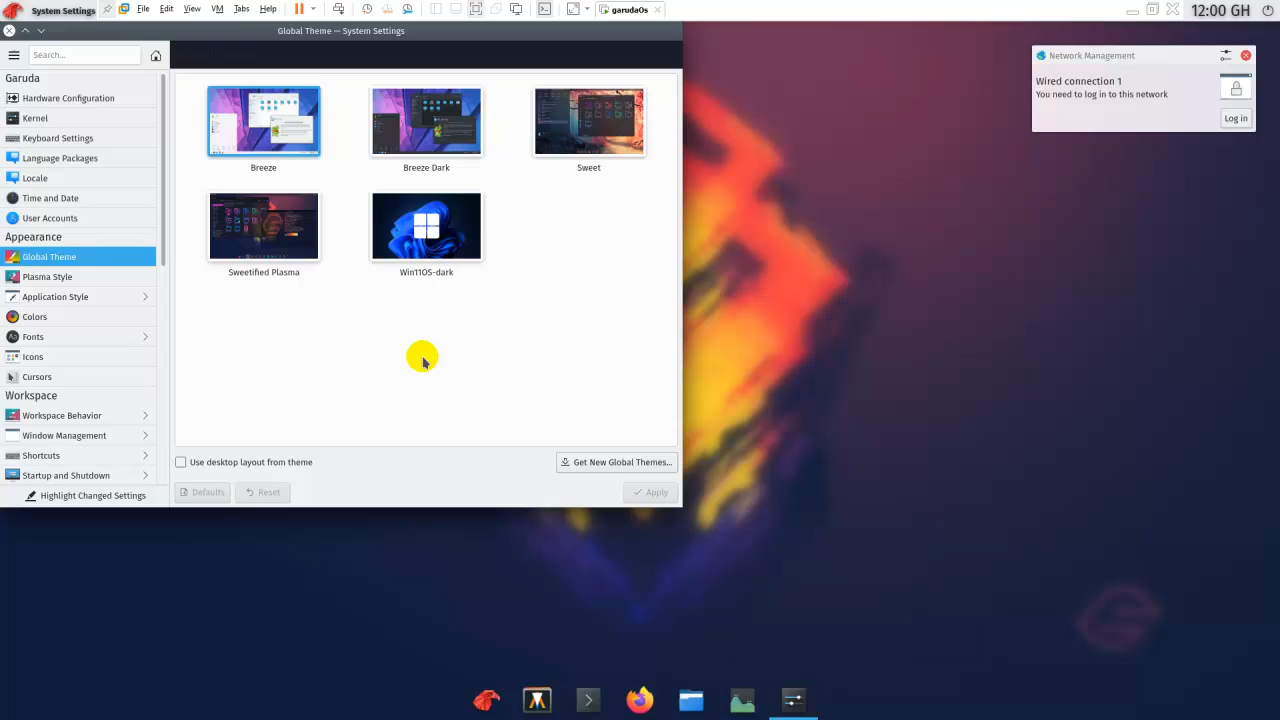 System Settings
File Edit View VM Tabs Help
garudaOs
12:00 GH
Global Theme — System Settings
Search...
Garuda
Hardware Configuration
Kernel
Keyboard Settings
Language Packages
Locale
Time and Date
User Accounts
Appearance
Global Theme
Plasma Style
Application Style
Colors
Fonts
Icons
Cursors
Workspace
Workspace Behavior
Window Management
Shortcuts
Startup and Shutdown
Highlight Changed Settings
Breeze
Breeze Dark
Sweet
Sweetified Plasma
Win11OS-dark
Use desktop layout from theme
Get New Global Themes...
Defaults
Reset
Apply
Network Management
Wired connection 1
You need to log in to this network
Log in